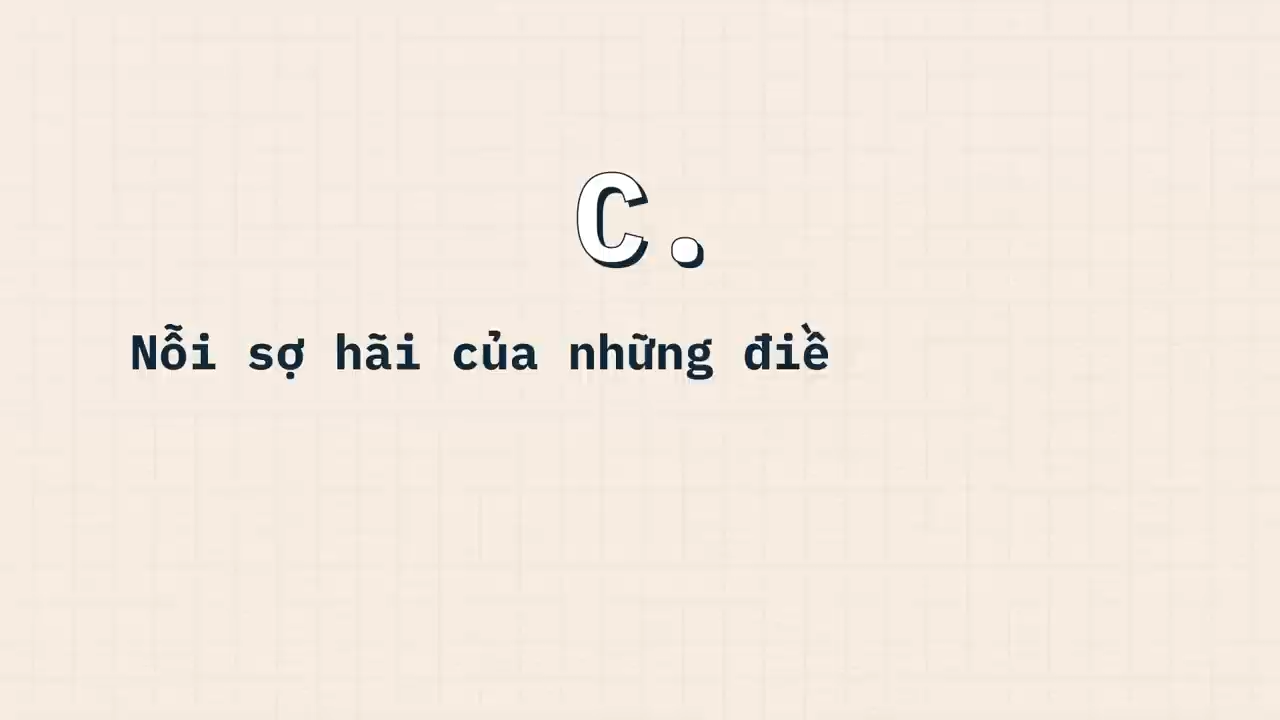 C.
Nỗi sợ hãi của những điề